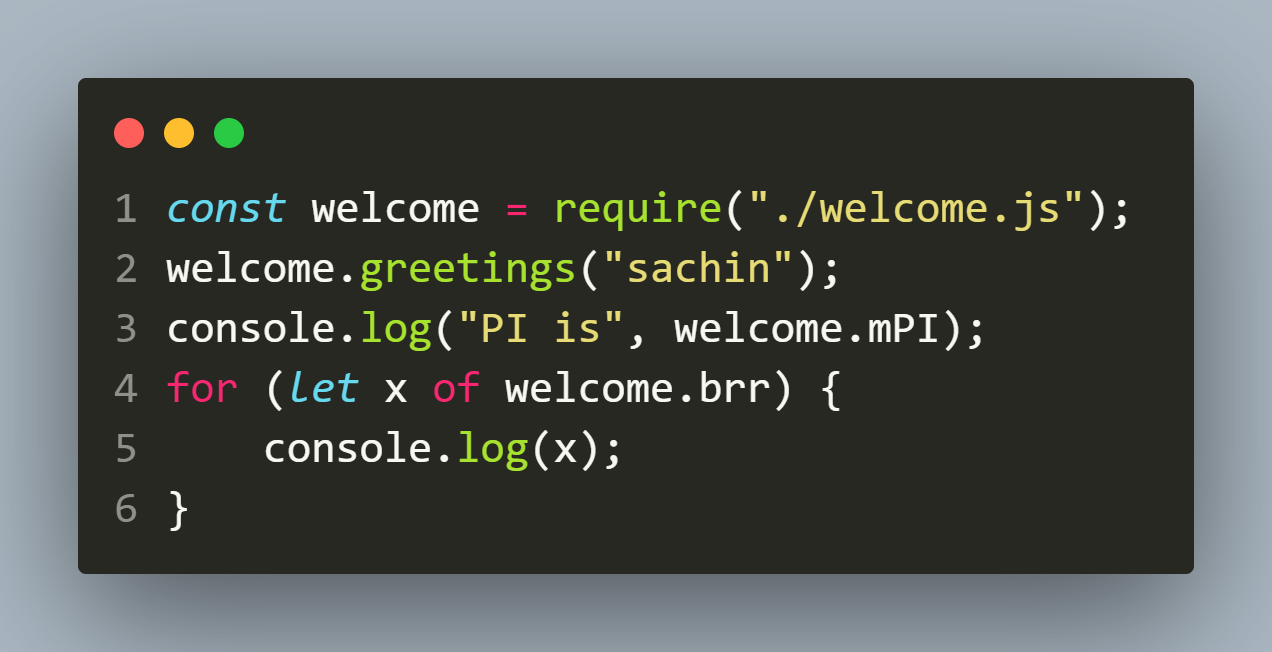 1 const welcome = require("./welcome.js");
2 welcome.greetings("sachin");
3 console.log("PI is", welcome.mPI);
4 for (let x of welcome.brr) {
5     console.log(x);
6 }